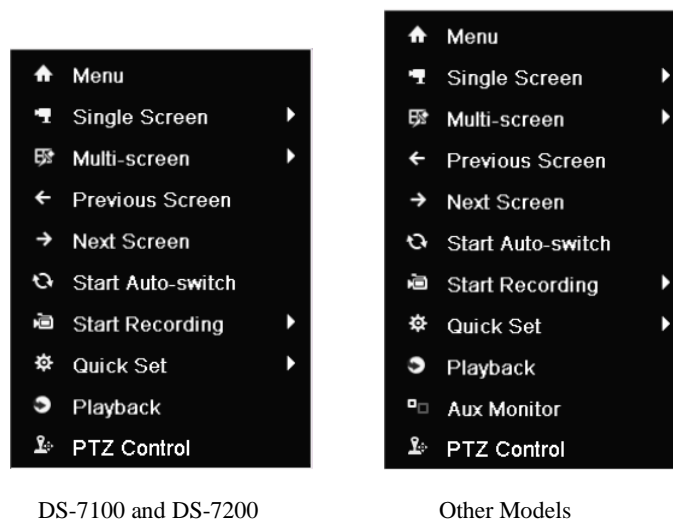 Menu
Single Screen
Multi-screen
Previous Screen
Next Screen
Start Auto-switch
Start Recording
Quick Set
Playback
PTZ Control
DS-7100 and DS-7200
Menu
Single Screen
Multi-screen
Previous Screen
Next Screen
Start Auto-switch
Start Recording
Quick Set
Playback
Aux Monitor
PTZ Control
Other Models